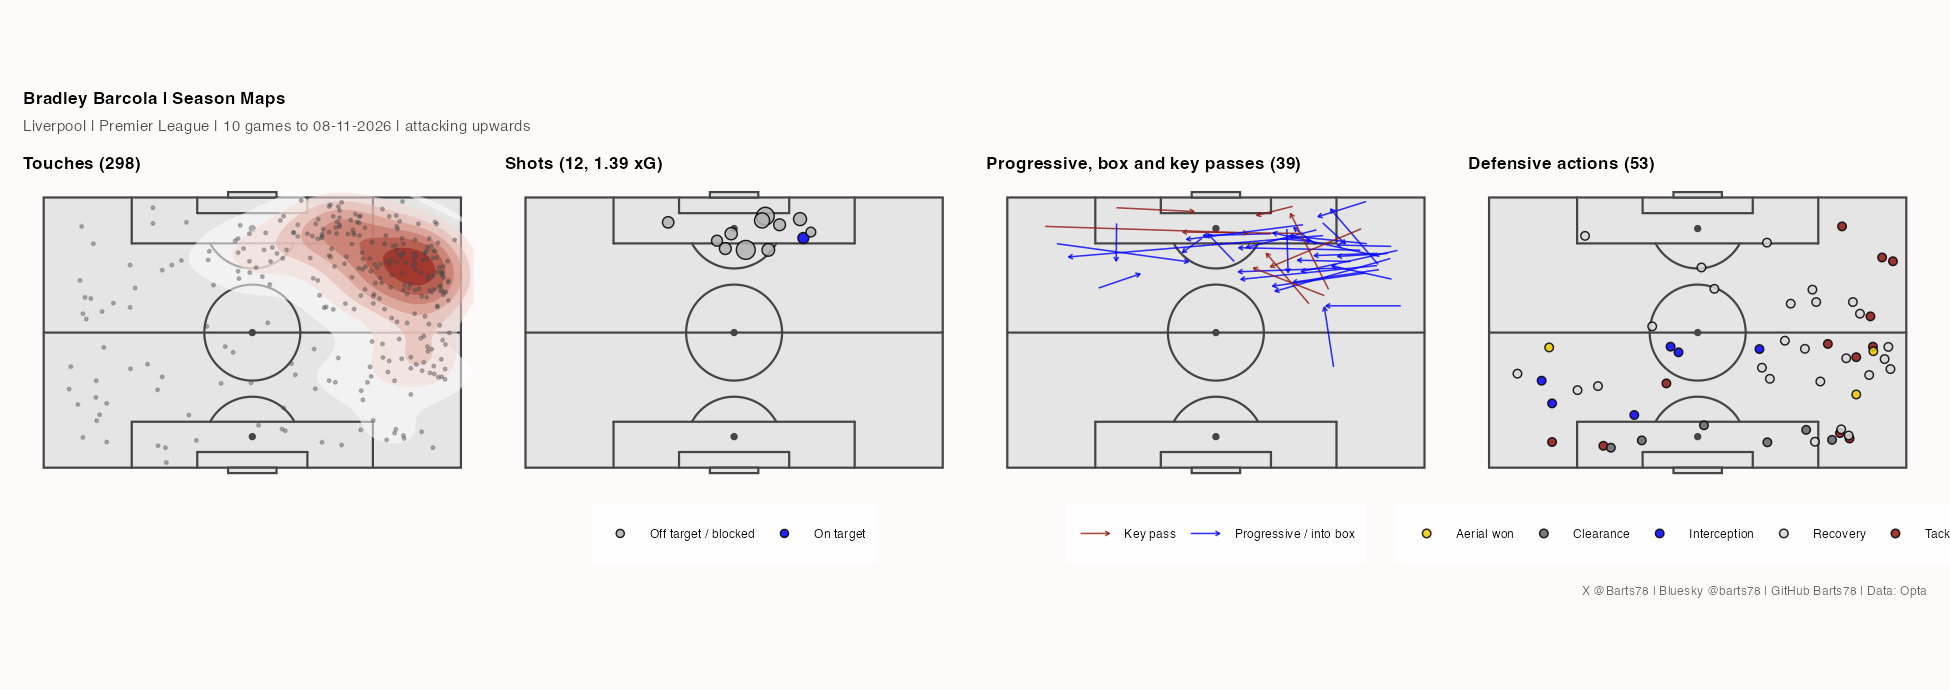 Bradley Barcola | Season Maps
Liverpool | Premier League | 10 games to 08-11-2026 | attacking upwards
Touches (298)
Shots (12, 1.39 xG)
Progressive, box and key passes (39)
Defensive actions (53)
Off target / blocked
On target
Key pass
Progressive / into box
Aerial won
Clearance
Interception
Recovery
Tack
X @Barts78 | Bluesky @barts78 | GitHub Barts78 | Data: Opta